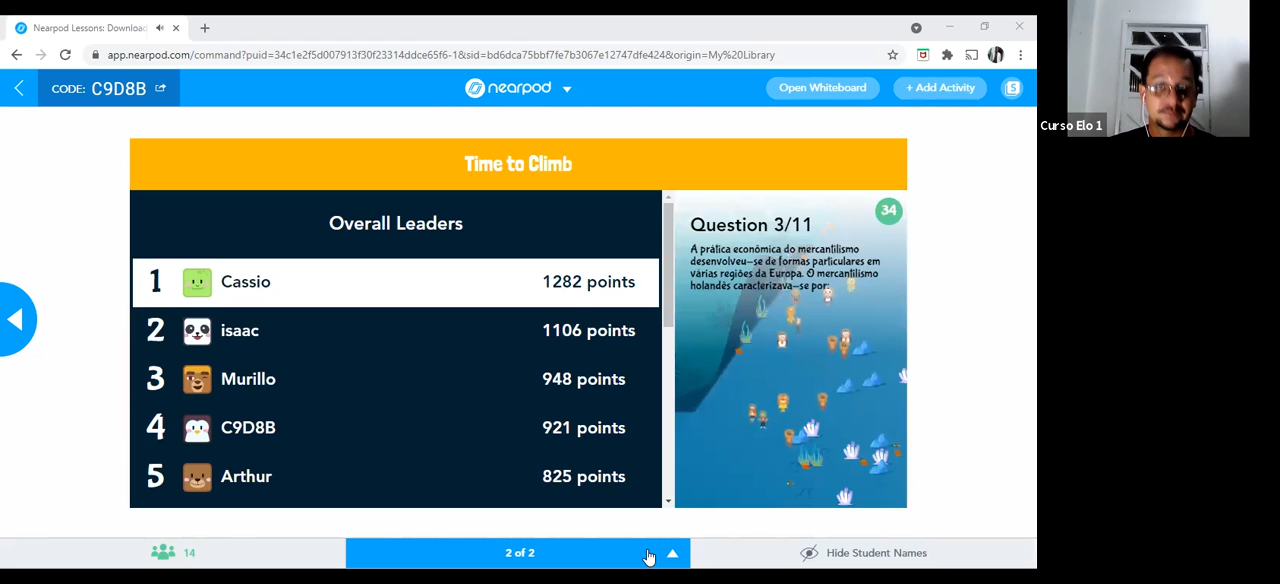 Nearpod Lessons: Downloa
app.nearpod.com/command?puid=34c1e2f5d007913f30f23314ddce65f6-1&sid=bd6dca75bbf7fe7b3067e12747dfe424&origin=My%20Library
CODE: C9D8B
nearpod
Open Whiteboard
+ Add Activity
S
Curso Elo 1
Time to Climb
Overall Leaders
1 Cassio 1282 points
2 isaac 1106 points
3 Murillo 948 points
4 C9D8B 921 points
5 Arthur 825 points
34
Question 3/11
A prática econômica do mercantilismo
desenvolveu-se de formas particulares em
várias regiões da Europa. O mercantilismo
holandês caracterizava-se por:
14
2 of 2
Hide Student Names